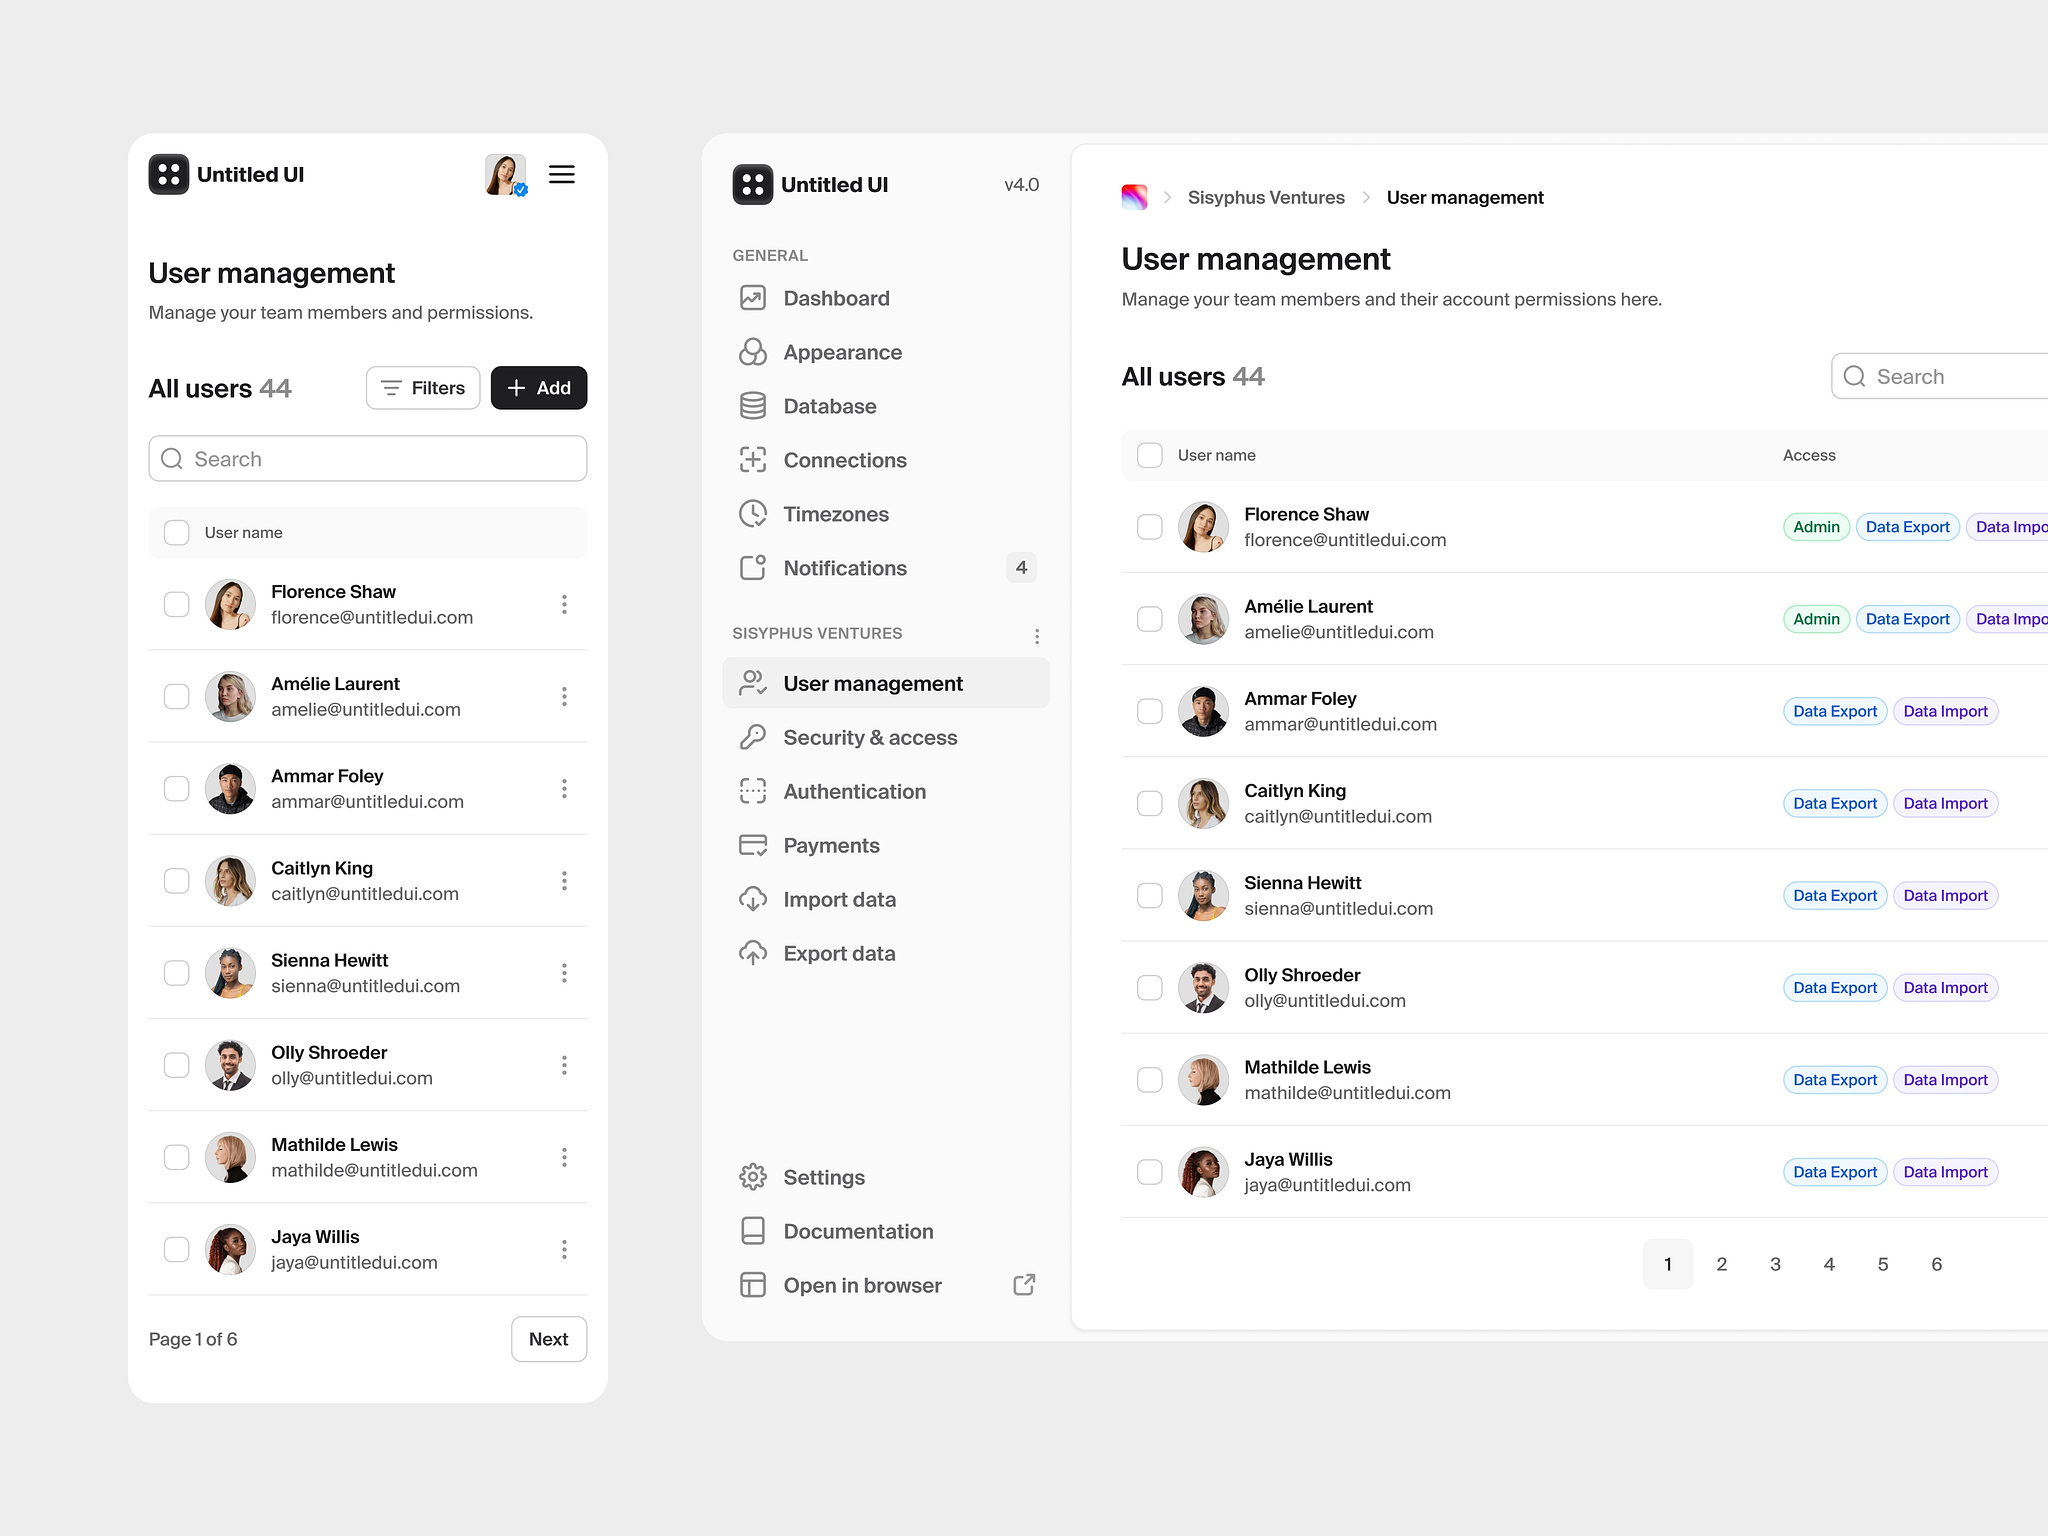 Untitled UI
User management
Manage your team members and permissions.
All users 44
Filters
Add
Search
User name
Florence Shaw
florence@untitledui.com
Amélie Laurent
amelie@untitledui.com
Ammar Foley
ammar@untitledui.com
Caitlyn King
caitlyn@untitledui.com
Sienna Hewitt
sienna@untitledui.com
Olly Shroeder
olly@untitledui.com
Mathilde Lewis
mathilde@untitledui.com
Jaya Willis
jaya@untitledui.com
Page 1 of 6
Next
Untitled UI
v4.0
GENERAL
Dashboard
Appearance
Database
Connections
Timezones
Notifications
4
SISYPHUS VENTURES
User management
Security & access
Authentication
Payments
Import data
Export data
Settings
Documentation
Open in browser
Sisyphus Ventures
User management
User management
Manage your team members and their account permissions here.
All users 44
Search
User name
Access
Florence Shaw
florence@untitledui.com
Admin
Data Export
Data Impo
Amélie Laurent
amelie@untitledui.com
Admin
Data Export
Data Impo
Ammar Foley
ammar@untitledui.com
Data Export
Data Import
Caitlyn King
caitlyn@untitledui.com
Data Export
Data Import
Sienna Hewitt
sienna@untitledui.com
Data Export
Data Import
Olly Shroeder
olly@untitledui.com
Data Export
Data Import
Mathilde Lewis
mathilde@untitledui.com
Data Export
Data Import
Jaya Willis
jaya@untitledui.com
Data Export
Data Import
1 2 3 4 5 6